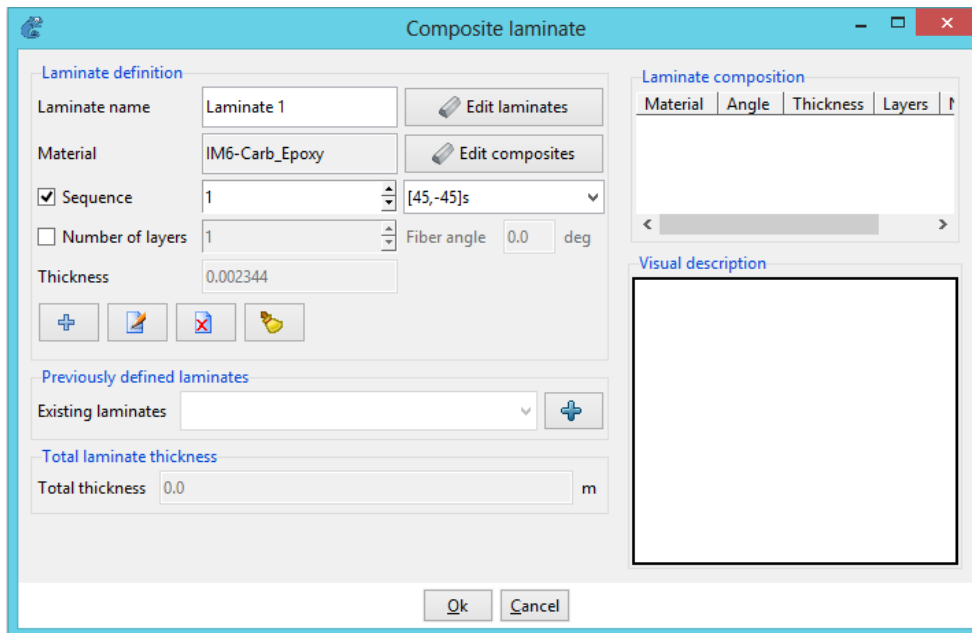 Composite laminate
Laminate definition
Laminate name Laminate 1 Edit laminates
Material IM6-Carb_Epoxy Edit composites
Sequence 1 [45,-45]s
Number of layers 1 Fiber angle 0.0 deg
Thickness 0.002344
Previously defined laminates
Existing laminates
Total laminate thickness
Total thickness 0.0 m
Laminate composition
Material Angle Thickness Layers
Visual description
Ok Cancel